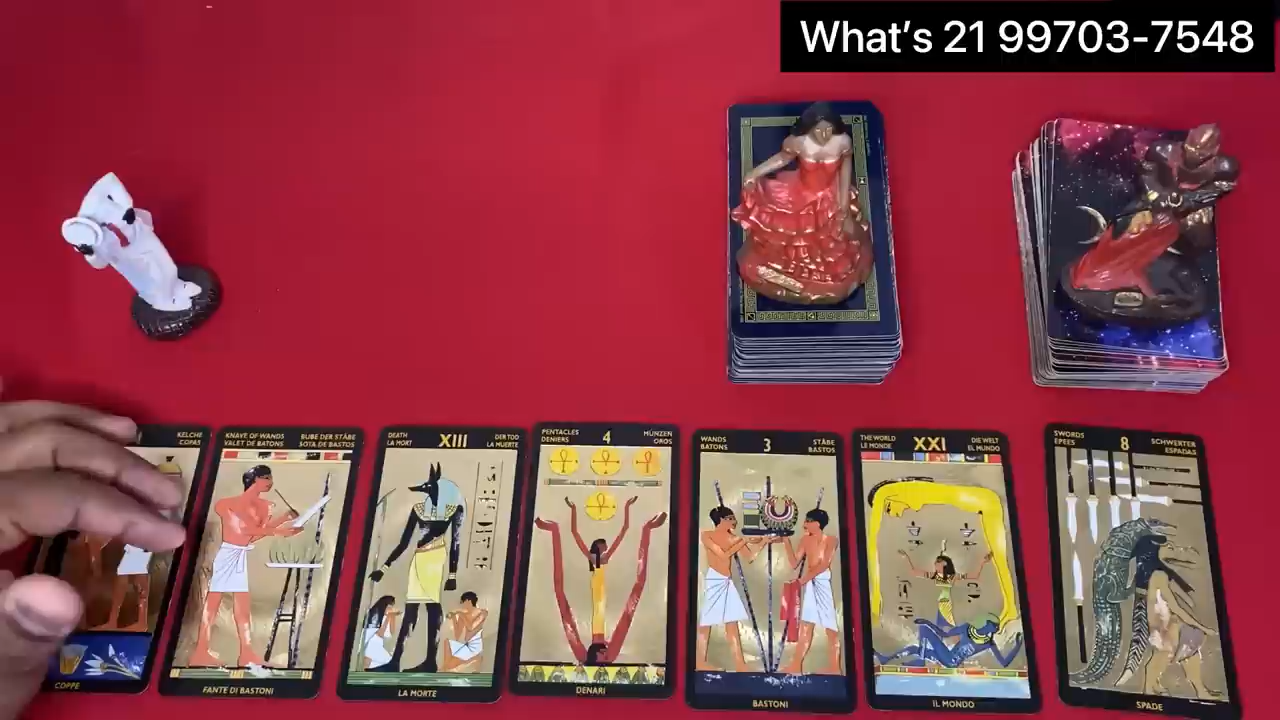 What's 21 99703-7548
KELCHE
COPAS
COPPE
KNAVE OF WANDS
VALET DE BATONS
BUBE DER STÄBE
SOTA DE BASTOS
FANTE DI BASTONI
DEATH
LA MORT
XIII
DER TOD
LA MUERTE
LA MORTE
PENTACLES
DENIERS
4
MÜNZEN
OROS
DENARI
WANDS
BATONS
3
STÄBE
BASTOS
BASTONI
THE WORLD
LE MONDE
XXI
DIE WELT
EL MUNDO
IL MONDO
SWORDS
EPEES
8
SCHWERTER
ESPADAS
SPADE